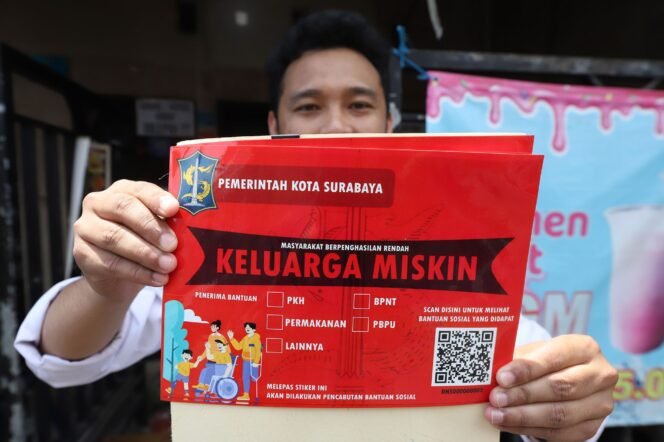 PEMERINTAH KOTA SURABAYA
MASYARAKAT BERPENGHASILAN RENDAH
KELUARGA MISKIN
PENERIMA BANTUAN
PKH
BPNT
PERMAKANAN
PBPU
LAINNYA
SCAN DISINI UNTUK MELIHAT
BANTUAN SOSIAL YANG DIDAPAT
MELEPAS STIKER INI
AKAN DILAKUKAN PENCABUTAN BANTUAN SOSIAL
men